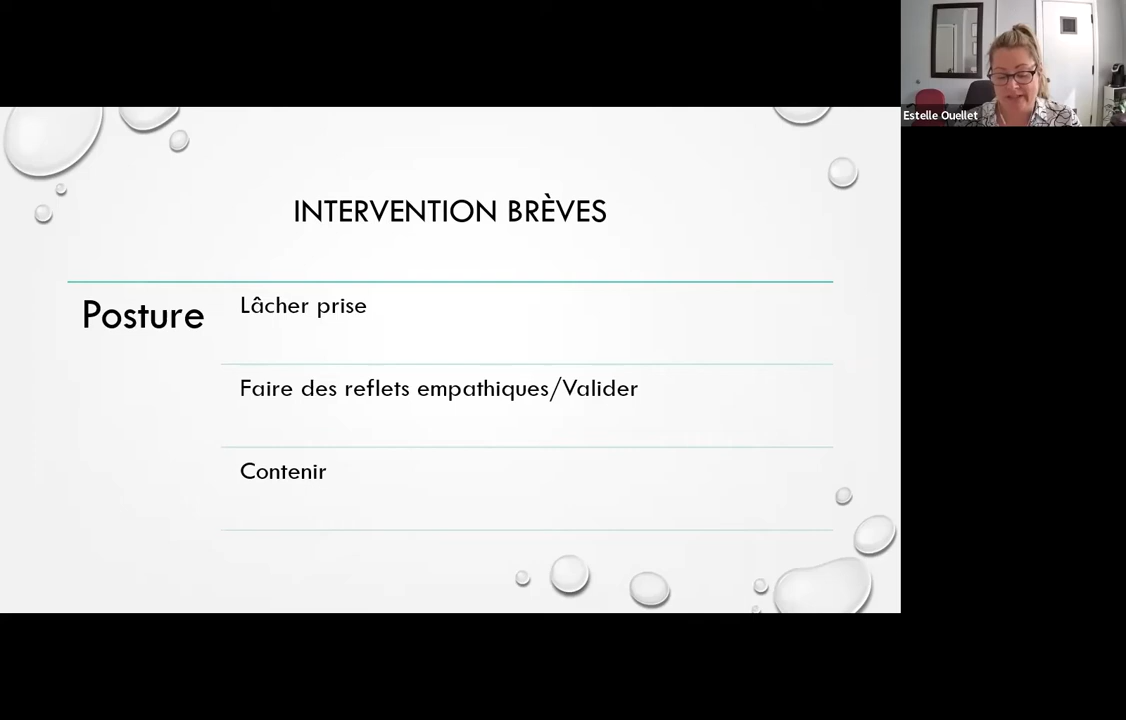 Estelle Ouellet
INTERVENTION BRÈVES
Posture
Lâcher prise
Faire des reflets empathiques/Valider
Contenir